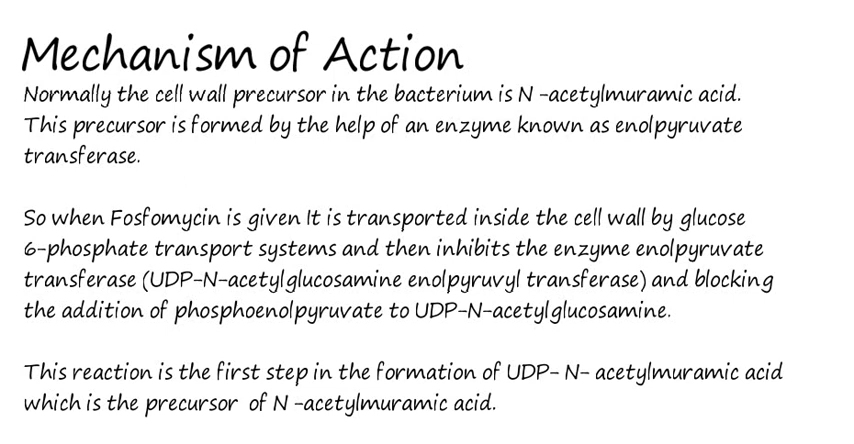 Mechanism of Action
Normally the cell wall precursor in the bacterium is N -acetylmuramic acid.
This precursor is formed by the help of an enzyme known as enolpyruvate
transferase.
So when Fosfomycin is given It is transported inside the cell wall by glucose
6-phosphate transport systems and then inhibits the enzyme enolpyruvate
transferase (UDP-N-acetylglucosamine enolpyruvyl transferase) and blocking
the addition of phosphoenolpyruvate to UDP-N-acetylglucosamine.
This reaction is the first step in the formation of UDP- N- acetylmuramic acid
which is the precursor of N -acetylmuramic acid.